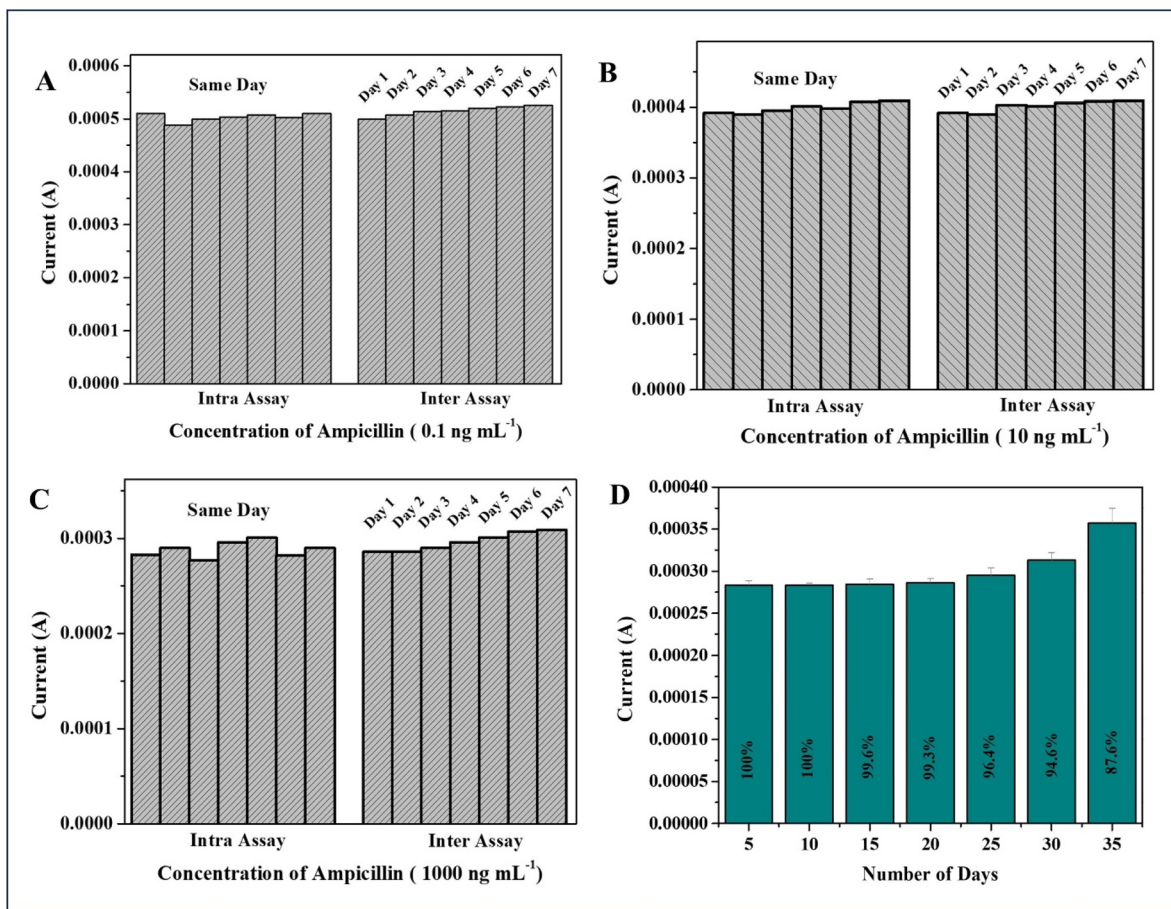 A
Same Day
Day 1
Day 2
Day 3
Day 4
Day 5
Day 6
Day 7
0.0006
0.0005
0.0004
0.0003
0.0002
0.0001
0.0000
Current (A)
Intra Assay
Inter Assay
Concentration of Ampicillin ( 0.1 ng mL⁻¹)
B
Same Day
Day 1
Day 2
Day 3
Day 4
Day 5
Day 6
Day 7
0.0004
0.0003
0.0002
0.0001
0.0000
Current (A)
Intra Assay
Inter Assay
Concentration of Ampicillin ( 10 ng mL⁻¹)
C
Same Day
Day 1
Day 2
Day 3
Day 4
Day 5
Day 6
Day 7
0.0003
0.0002
0.0001
0.0000
Current (A)
Intra Assay
Inter Assay
Concentration of Ampicillin ( 1000 ng mL⁻¹)
D
0.00040
0.00035
0.00030
0.00025
0.00020
0.00015
0.00010
0.00005
0.00000
Current (A)
100%
100%
99.6%
99.3%
96.4%
94.6%
87.6%
5
10
15
20
25
30
35
Number of Days